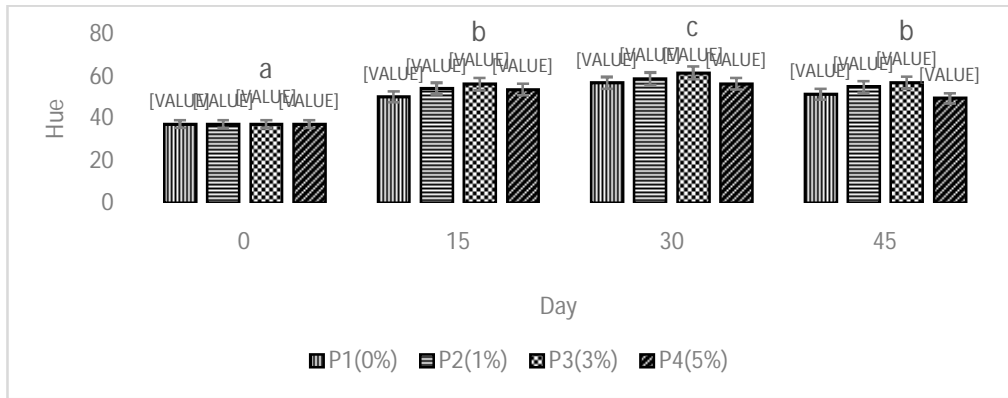 80
60
40
20
0
Hue
a
[VALUE] [VALUE] [VALUE] [VALUE]
b
[VALUE] [VALUE] [VALUE] [VALUE]
c
[VALUE] [VALUE] [VALUE] [VALUE]
b
[VALUE] [VALUE] [VALUE] [VALUE]
0 15 30 45
Day
P1(0%) P2(1%) P3(3%) P4(5%)